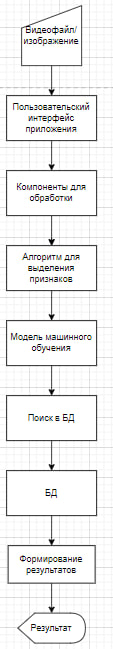 Видеофайл/
изображение
Пользовательский
интерфейс
приложения
Компоненты для
обработки
Алгоритм для
выделения
признаков
Модель машинного
обучения
Поиск в БД
БД
Формирование
результатов
Результат